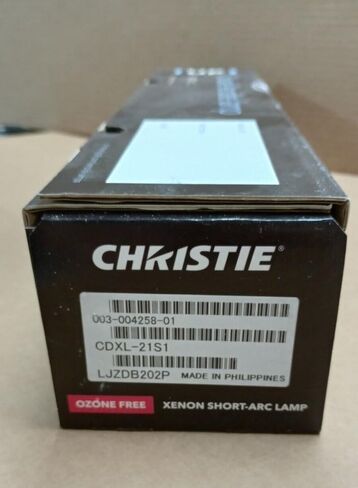 CHRISTIE®
003-004258-01
CDXL-21S1
LJZDB202P MADE IN PHILIPPINES
OZONE FREE XENON SHORT-ARC LAMP